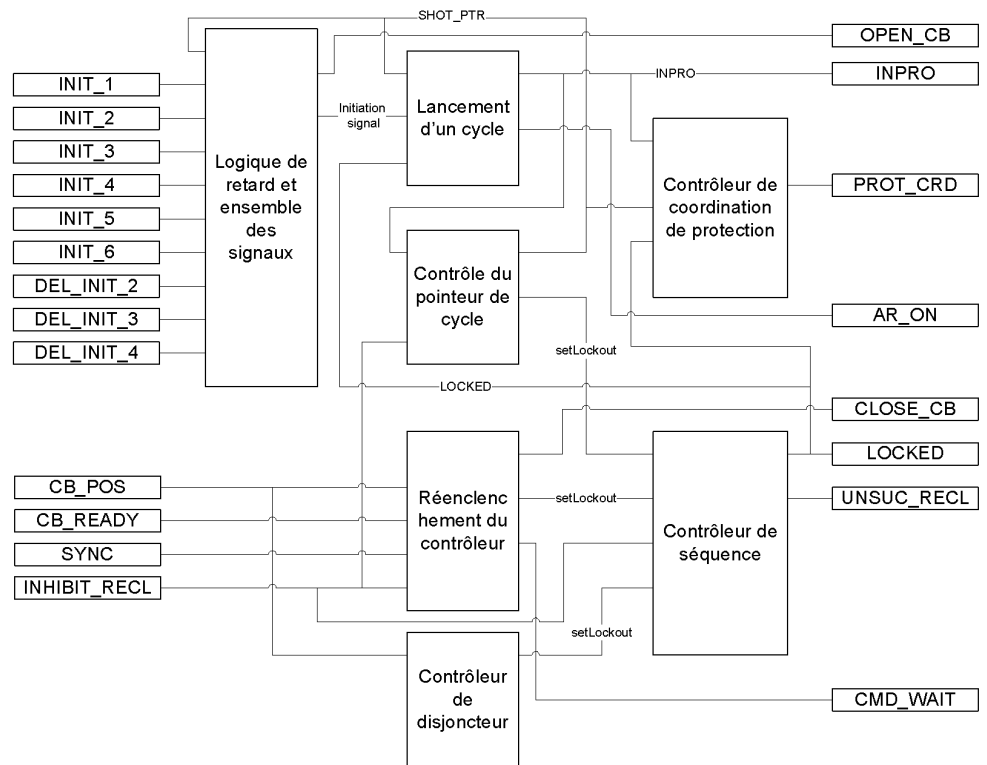 SHOT_PTR
OPEN_CB
INPRO
INPRO
INIT_1
INIT_2
INIT_3
INIT_4
INIT_5
INIT_6
DEL_INIT_2
DEL_INIT_3
DEL_INIT_4
Logique de
retard et
ensemble
des
signaux
Initiation
signal
Lancement
d'un cycle
Contrôleur de
coordination
de protection
PROT_CRD
Contrôle du
pointeur de
cycle
AR_ON
setLockout
LOCKED
CLOSE_CB
LOCKED
UNSUC_RECL
CB_POS
CB_READY
SYNC
INHIBIT_RECL
Réenclenc
hement du
contrôleur
setLockout
Contrôleur de
séquence
setLockout
Contrôleur
de
disjoncteur
CMD_WAIT